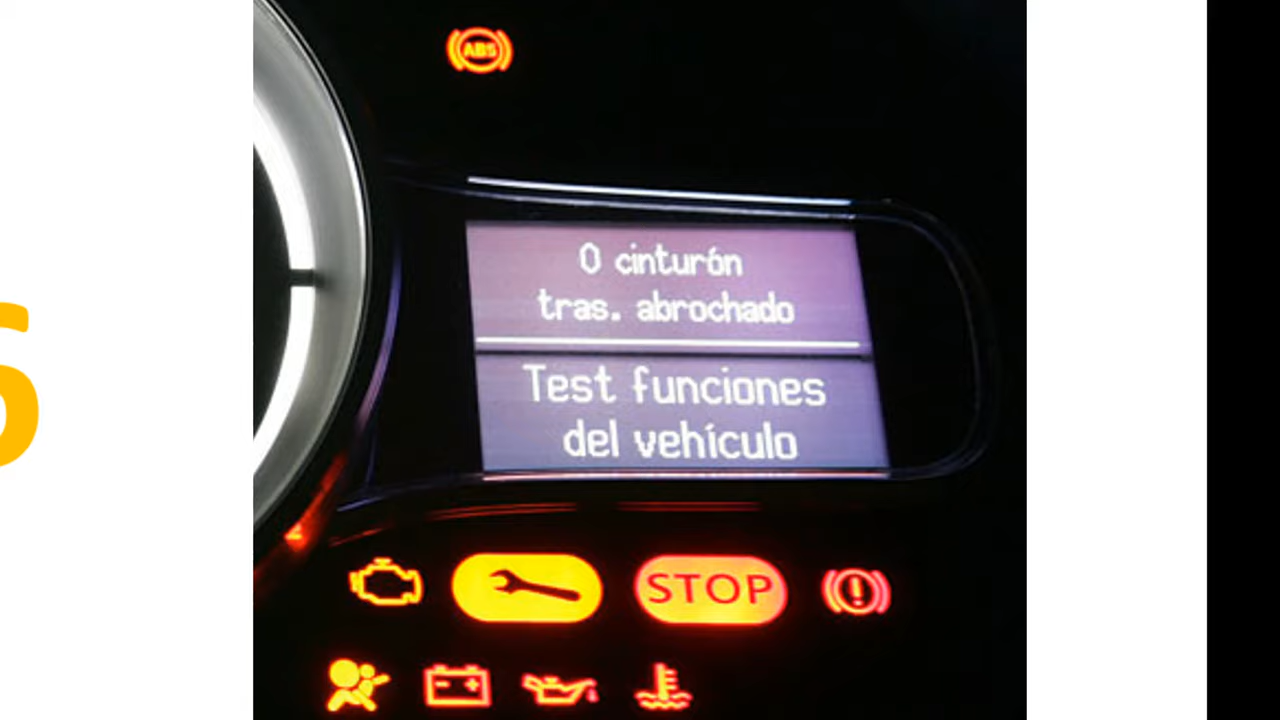 ABS
0 cinturón
tras. abrochado
Test funciones
del vehículo
STOP